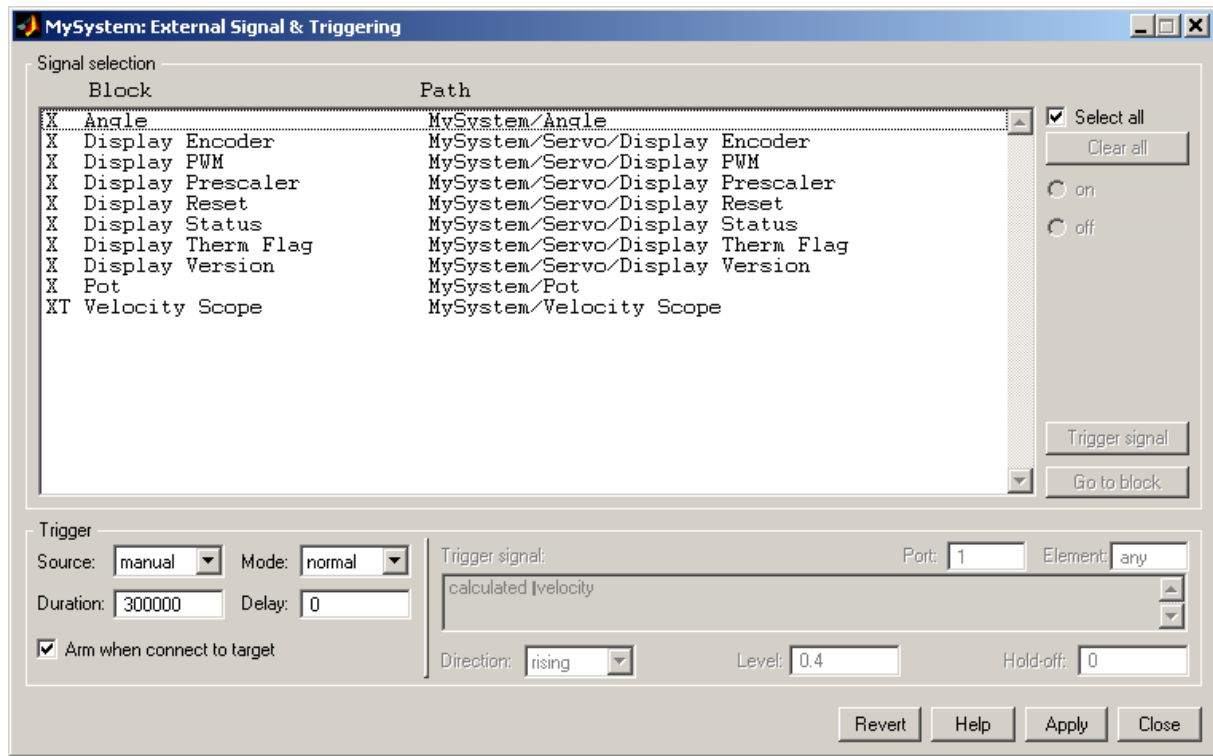 MySystem: External Signal & Triggering
Signal selection
Block Path
X Angle MySystem/Angle
X Display Encoder MySystem/Servo/Display Encoder
X Display PWM MySystem/Servo/Display PWM
X Display Prescaler MySystem/Servo/Display Prescaler
X Display Reset MySystem/Servo/Display Reset
X Display Status MySystem/Servo/Display Status
X Display Therm Flag MySystem/Servo/Display Therm Flag
X Display Version MySystem/Servo/Display Version
X Pot MySystem/Pot
XT Velocity Scope MySystem/Velocity Scope
Select all
Clear all
on
off
Trigger signal
Go to block
Trigger
Source: manual Mode: normal
Duration: 300000 Delay: 0
Arm when connect to target
Trigger signal: Port: 1 Element: any
calculated |velocity
Direction: rising Level: 0.4 Hold-off: 0
Revert Help Apply Close